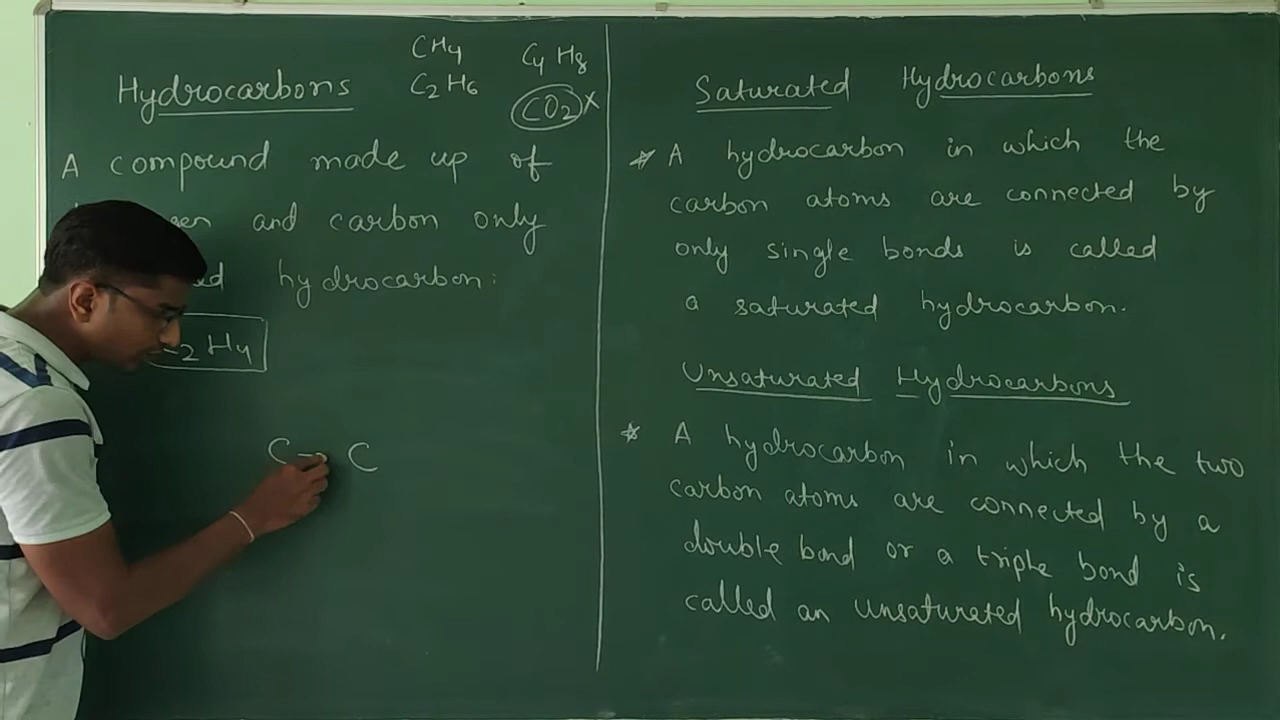 Hydrocarbons
CH4
C2H6
C4H8
CO2 x
A compound made up of
and carbon only
hydrocarbon:
2H4
C - C
Saturated Hydrocarbons
* A hydrocarbon in which the
carbon atoms are connected by
only single bonds is called
a saturated hydrocarbon.
Unsaturated Hydrocarbons
* A hydrocarbon in which the two
carbon atoms are connected by a
double bond or a triple bond is
called an unsaturated hydrocarbon.